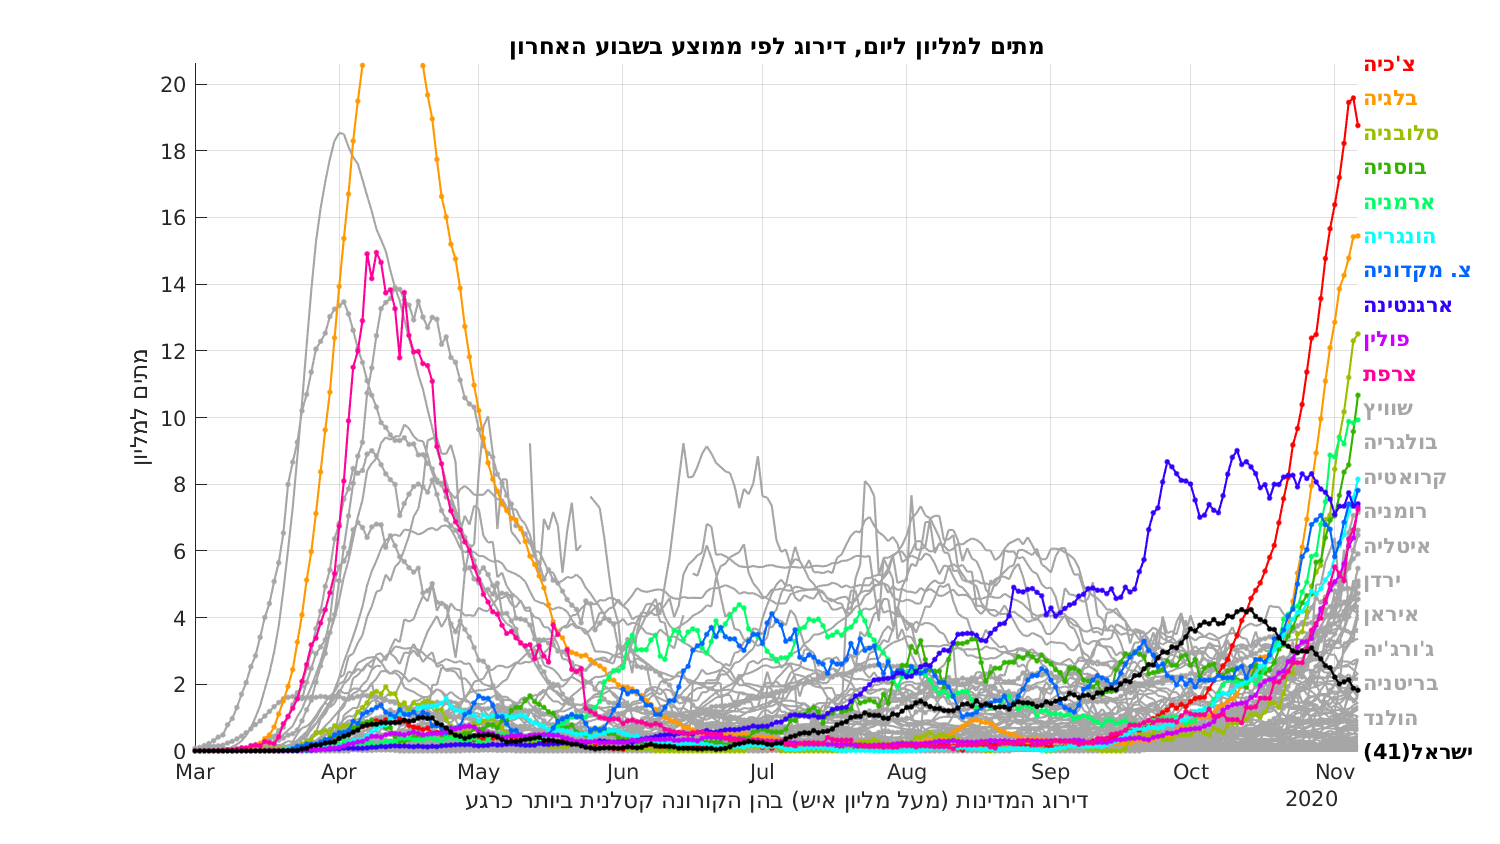 מתים למליון ליום, דירוג לפי ממוצע בשבוע האחרון
מתים למליון
20
18
16
14
12
10
8
6
4
2
0
Mar Apr May Jun Jul Aug Sep Oct Nov
2020
דירוג המדינות (מעל מליון איש) בהן הקורונה קטלנית ביותר כרגע
צ'כיה
בלגיה
סלובניה
בוסניה
ארמניה
הונגריה
צ. מקדוניה
ארגנטינה
פולין
צרפת
שוויץ
בולגריה
קרואטיה
רומניה
איטליה
ירדן
איראן
ג'ורג'יה
בריטניה
הולנד
ישראל(41)